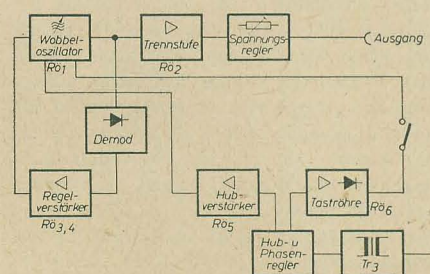 Wobbel-
oszillator
Rö1
Trennstufe
Rö2
Spannungs-
regler
Ausgang
Demod
Regel-
verstärker
Rö3,4
Hub-
verstärker
Rö5
Taströhre
Rö6
Hub- u
Phasen-
regler
Tr3